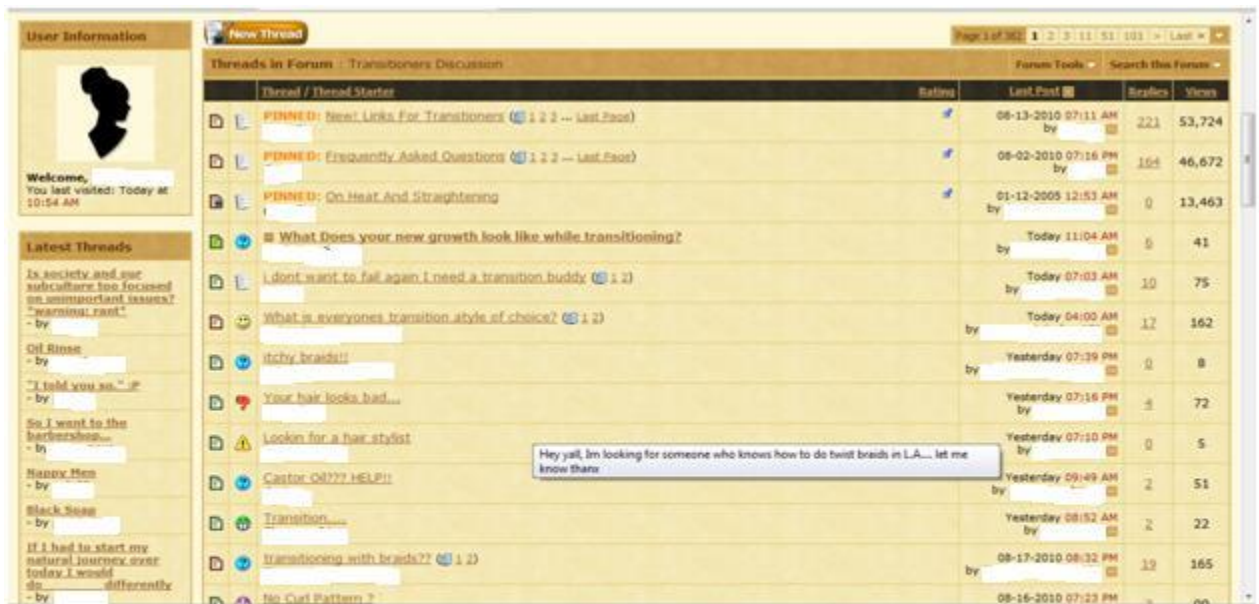 User Information
Welcome,
You last visited: Today at
10:54 AM
Latest Threads
Is society and our
subculture too focused
on unimportant issues?
"warning: rant"
- by
Oil Rinse
- by
"I told you so." :P
- by
So I went to the
barbershop...
- by
Nappy Men
- by
Black Soap
- by
If I had to start my
natural journey over
today I would
do______differently
- by
New Thread
Page 1 of 382 1 2 3 11 51 101 > Last »
Threads in Forum : Transitioners Discussion
Forum Tools Search this Forum
Thread / Thread Starter Rating Last Post Replies Views
PINNED: New! Links For Transtioners (1 2 3 ... Last Page) 08-13-2010 07:11 AM 221 53,724
by
PINNED: Frequently Asked Questions (1 2 3 ... Last Page) 08-02-2010 07:16 PM 164 46,672
by
PINNED: On Heat And Straightening 01-12-2005 12:53 AM 0 13,463
by
What Does your new growth look like while transitioning? Today 11:04 AM 6 41
by
i dont want to fail again I need a transition buddy (1 2) Today 07:03 AM 10 75
by
What is everyones transition atyle of choice? (1 2) Today 04:00 AM 17 162
by
itchy braids!! Yesterday 07:39 PM 0 8
by
Your hair looks bad... Yesterday 07:16 PM 4 72
by
Lookin for a hair stylist Yesterday 07:10 PM 0 5
by
Hey yall, Im looking for someone who knows how to do twist braids in L.A.... let me
know thanx
Castor Oil??? HELP!! Yesterday 09:49 AM 2 51
by
Transition.... Yesterday 08:52 AM 2 22
by
transitioning with braids?? (1 2) 08-17-2010 08:32 PM 19 165
by
No Curl Pattern ? 08-16-2010 07:23 PM